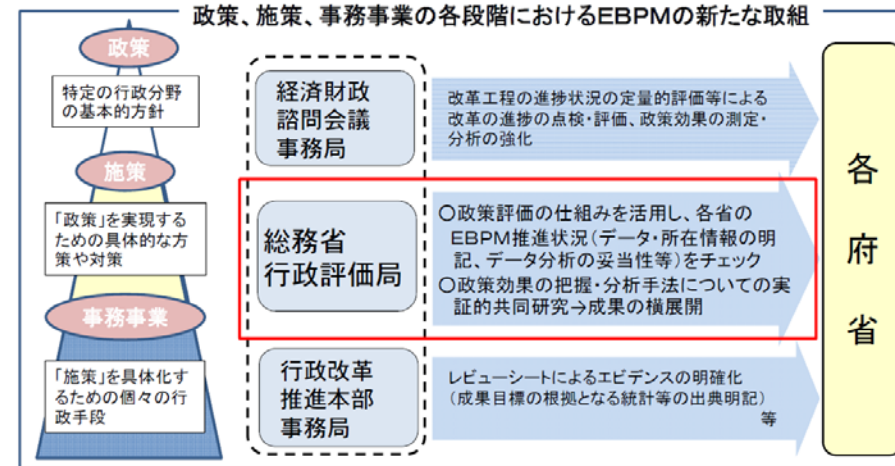 政策、施策、事務事業の各段階におけるEBPMの新たな取組
政策
特定の行政分野
の基本的方針
施策
「政策」を実現する
ための具体的な方
策や対策
事務事業
「施策」を具体化す
るための個々の行
政手段
経済財政
諮問会議
事務局
改革工程の進捗状況の定量的評価等による
改革の進捗の点検・評価、政策効果の測定・
分析の強化
総務省
行政評価局
○政策評価の仕組みを活用し、各省の
EBPM推進状況（データ・所在情報の明
記、データ分析の妥当性等）をチェック
○政策効果の把握・分析手法についての実
証的共同研究→成果の横展開
行政改革
推進本部
事務局
レビューシートによるエビデンスの明確化
（成果目標の根拠となる統計等の出典明記）
等
各
府
省